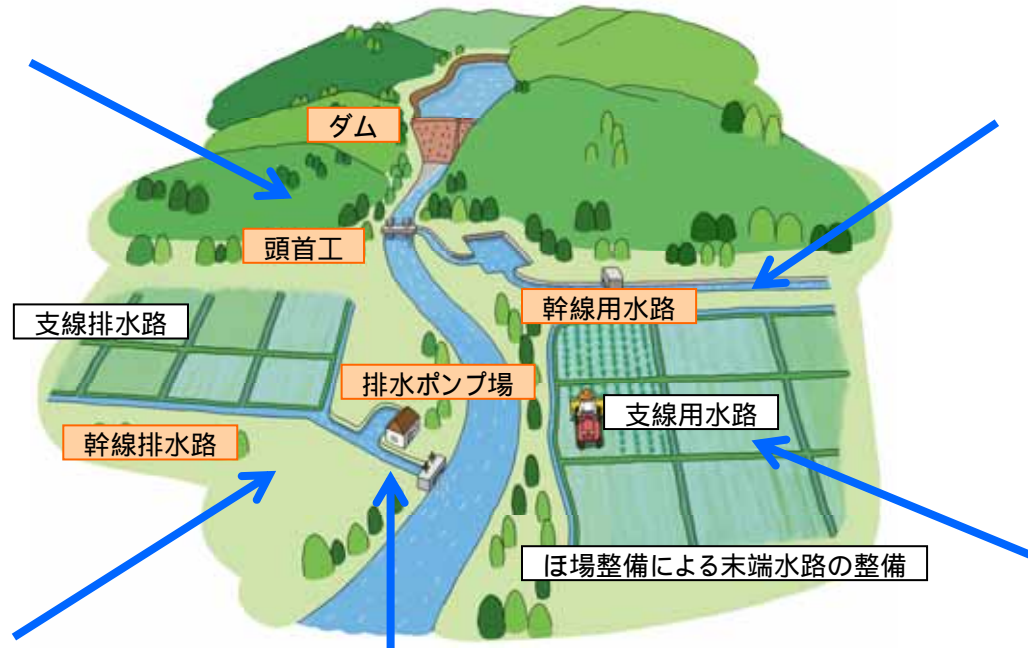 ダム
頭首工
幹線用水路
支線排水路
排水ポンプ場
支線用水路
幹線排水路
ほ場整備による末端水路の整備